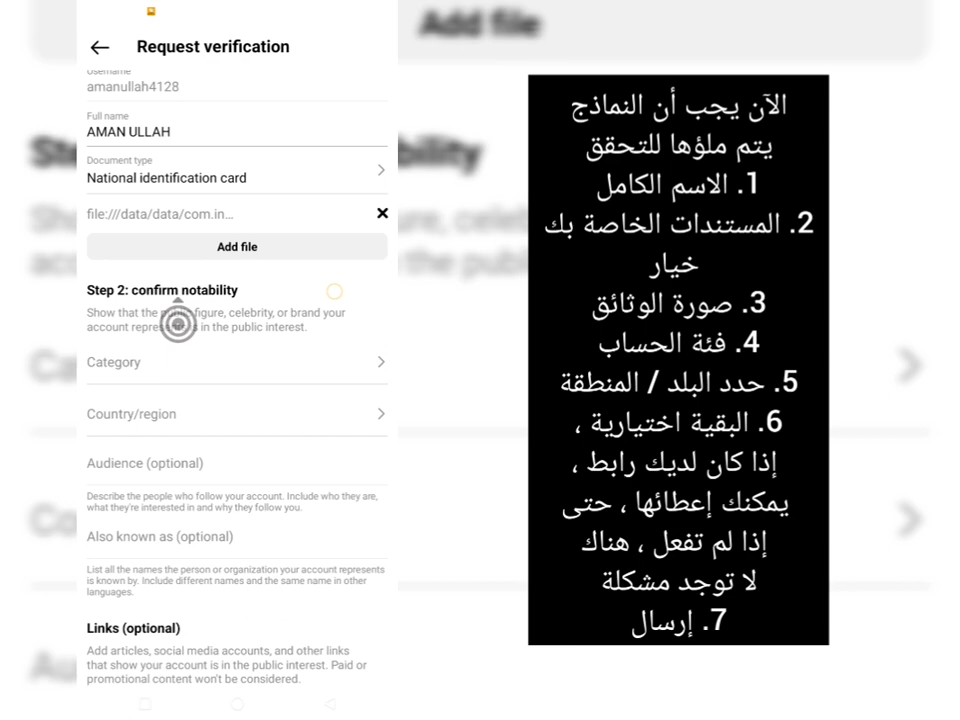 Request verification
Username
amanullah4128
Full name
AMAN ULLAH
Document type
National identification card
file:///data/data/com.in...
Add file
Step 2: confirm notability
Show that the public figure, celebrity, or brand your
account represents is in the public interest.
Category
Country/region
Audience (optional)
Describe the people who follow your account. Include who they are,
what they're interested in and why they follow you.
Also known as (optional)
List all the names the person or organization your account represents
is known by. Include different names and the same name in other
languages.
Links (optional)
Add articles, social media accounts, and other links
that show your account is in the public interest. Paid or
promotional content won't be considered.
Add file
الآن يجب أن النماذج
يتم ملؤها للتحقق
1. الاسم الكامل
2. المستندات الخاصة بك
خيار
3. صورة الوثائق
4. فئة الحساب
5. حدد البلد / المنطقة
6. البقية اختيارية ،
إذا كان لديك رابط ،
يمكنك إعطائها ، حتى
إذا لم تفعل ، هناك
لا توجد مشكلة
7. إرسال